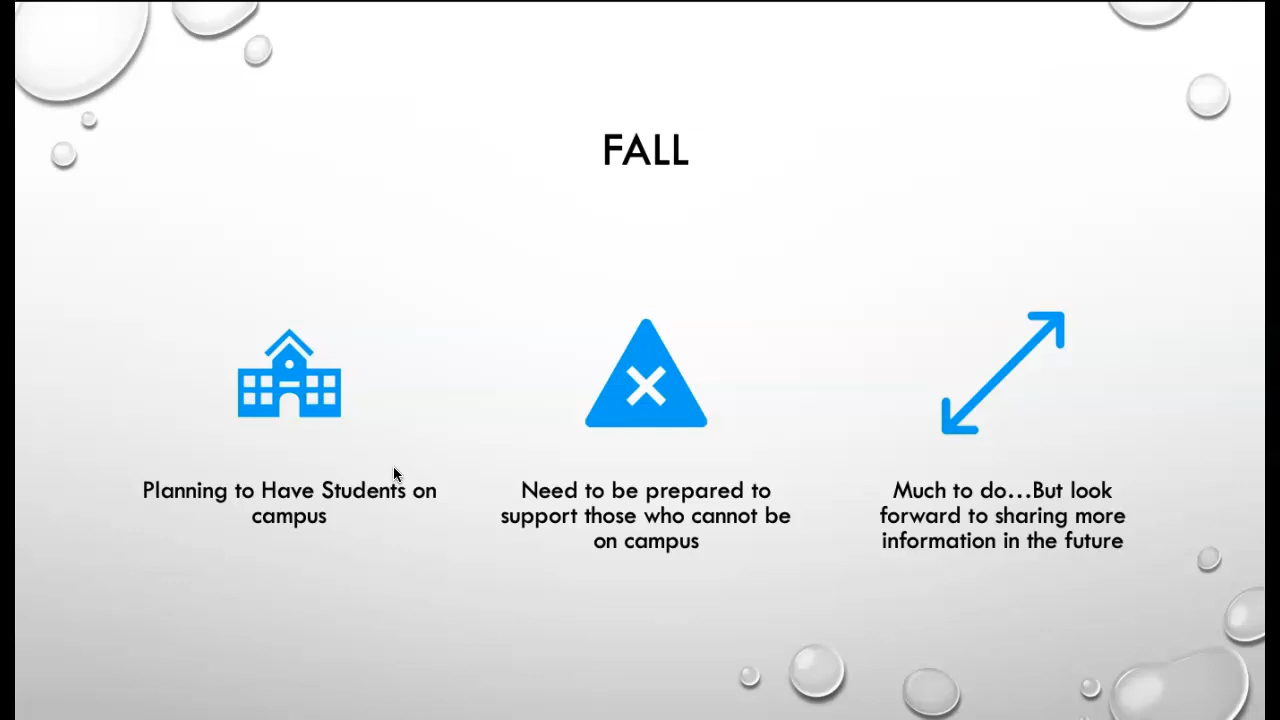 FALL
Planning to Have Students on
campus
Need to be prepared to
support those who cannot be
on campus
Much to do...But look
forward to sharing more
information in the future